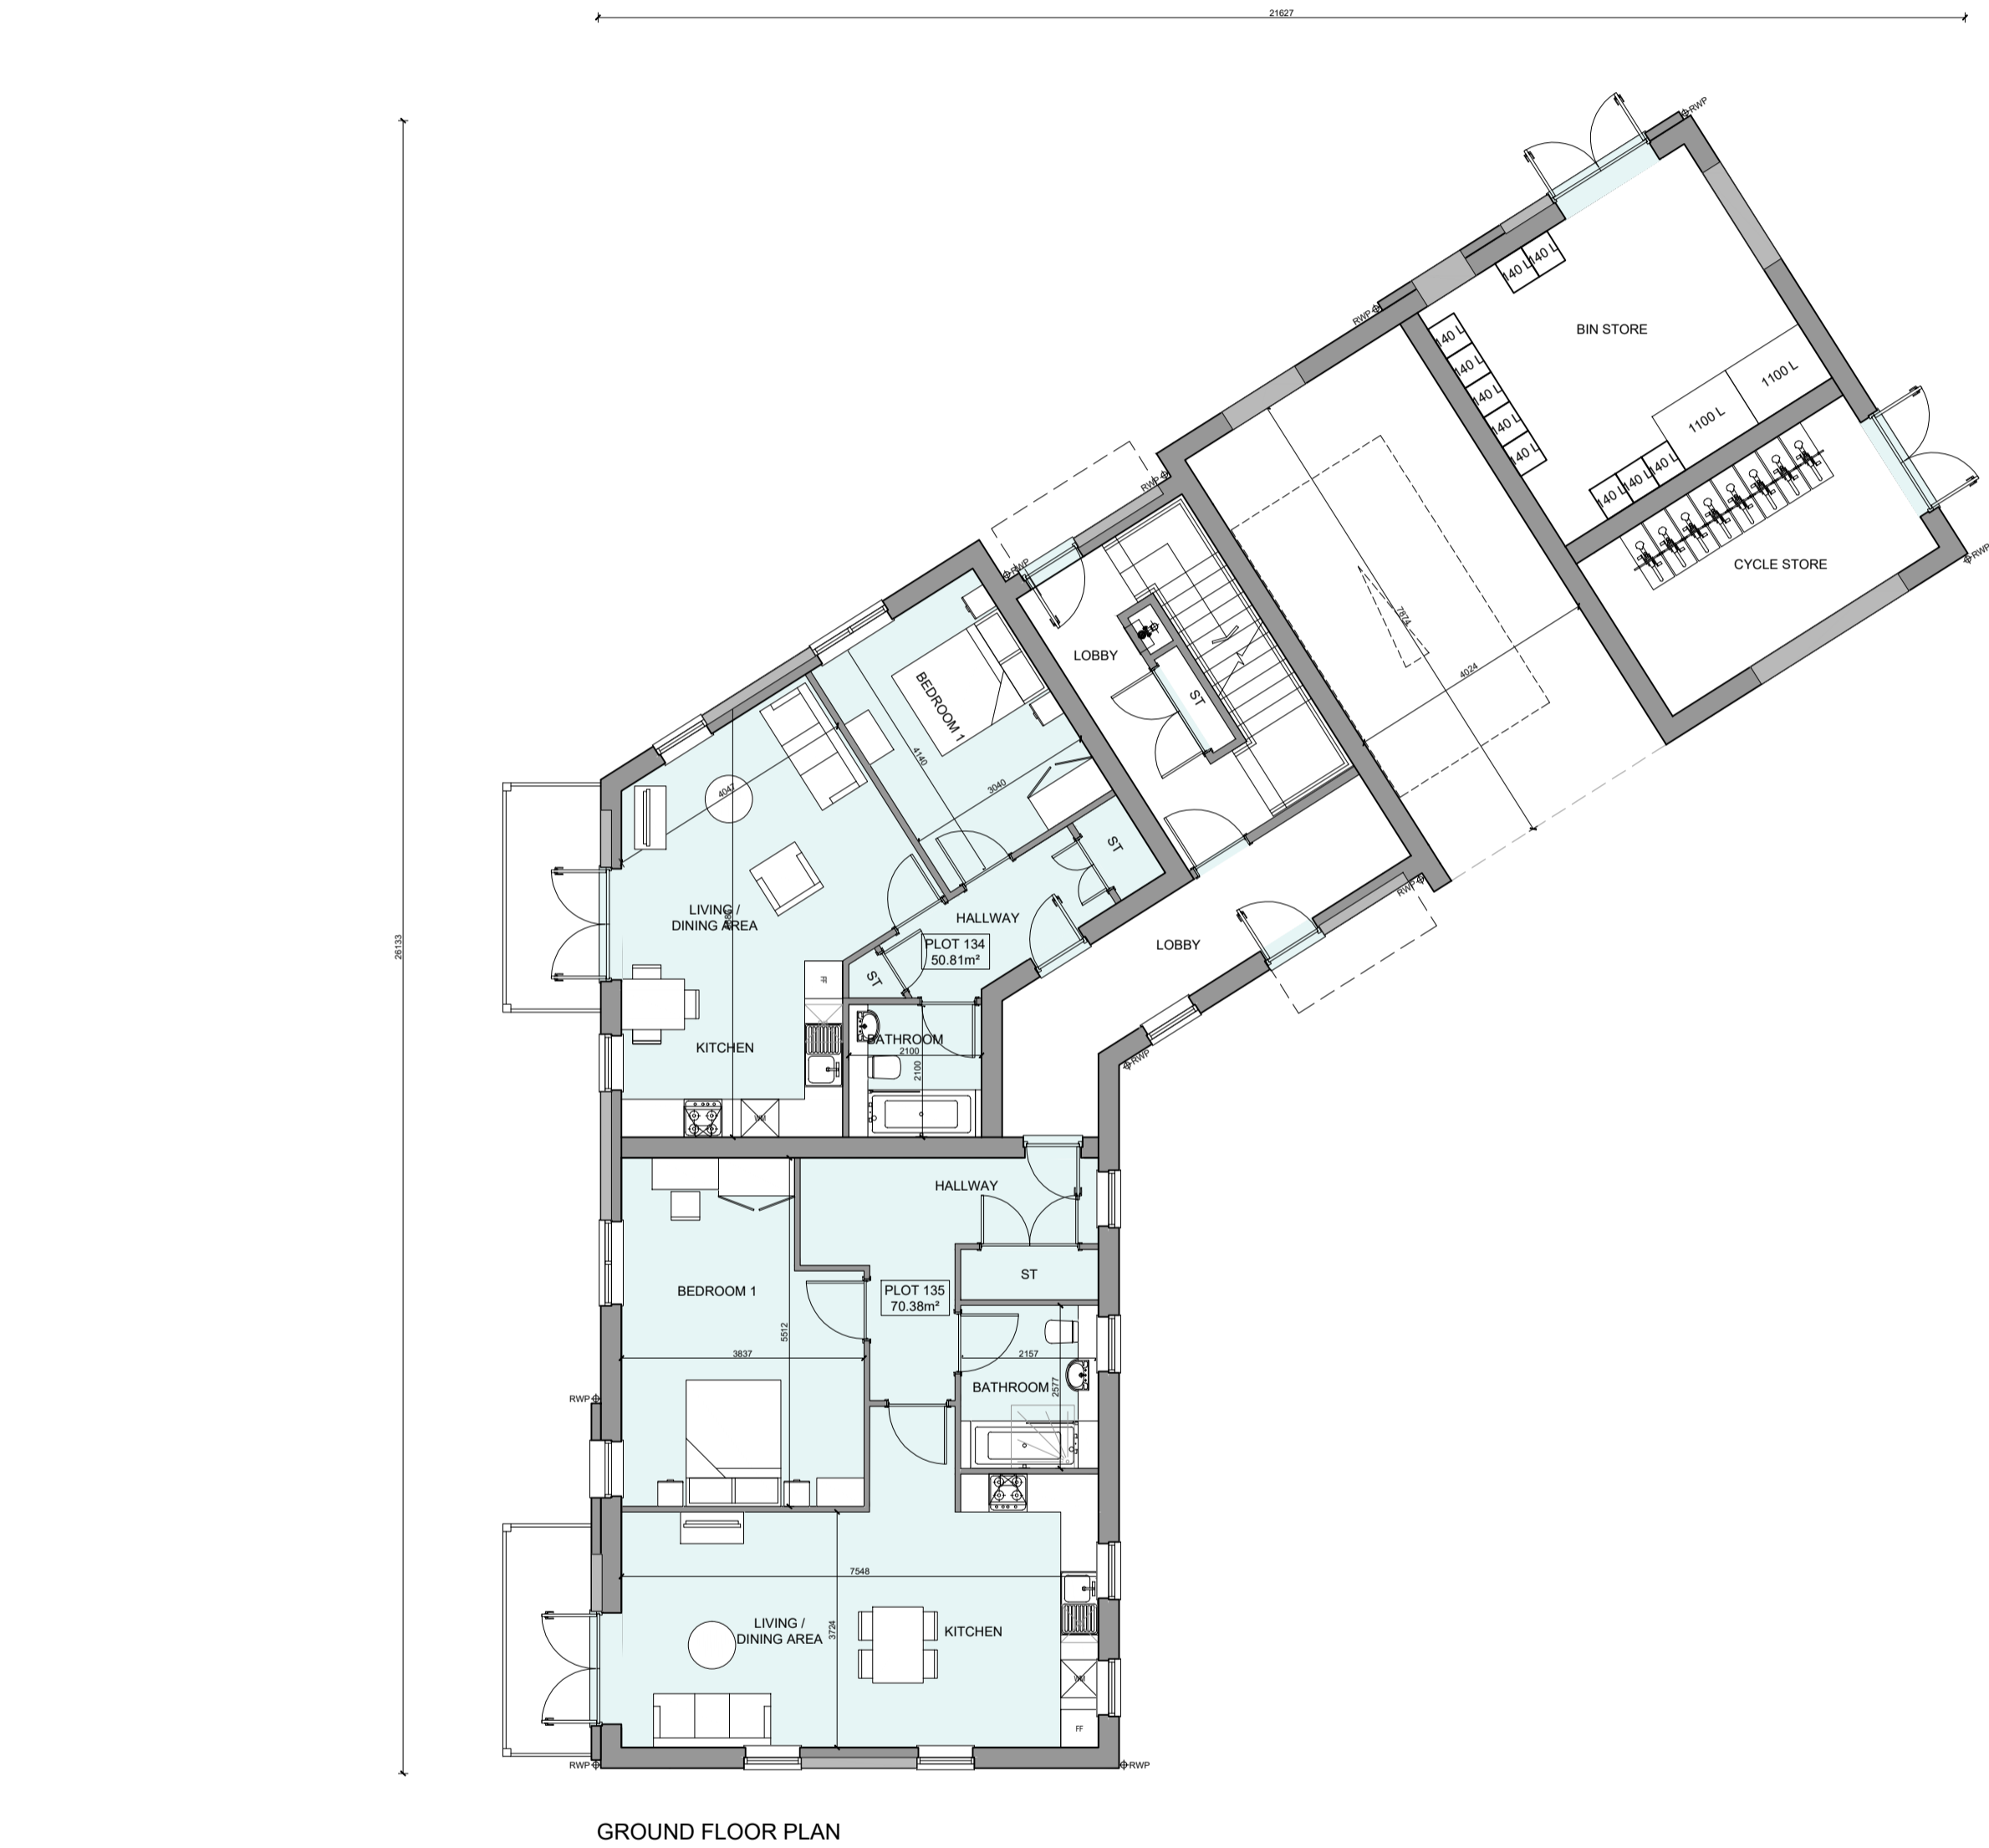 21627
26133
RWP
140 L
140 L
BIN STORE
RWP
140 L
140 L
140 L
140 L
140 L
1100 L
1100 L
140 L
140 L
140 L
CYCLE STORE
RWP
RWP
RWP
7874
4024
LOBBY
ST
BEDROOM 1
4140
3040
4047
LIVING /
DINING AREA
HALLWAY
ST
PLOT 134
50.81m²
ST
FF
LOBBY
RWP
RWP
KITCHEN
BATHROOM
2100
2100
WM
HALLWAY
ST
BEDROOM 1
PLOT 135
70.38m²
5512
3837
2157
BATHROOM
2577
RWP
7548
LIVING /
DINING AREA
3724
KITCHEN
WM
FF
RWP
RWP
GROUND FLOOR PLAN